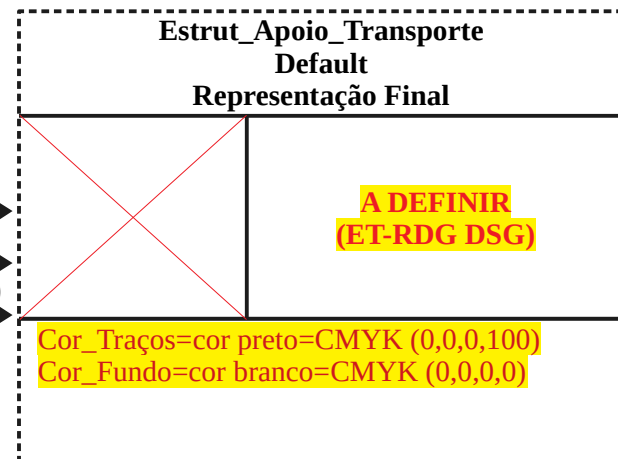 Estrut_Apoio_Transporte
Default
Representação Final
A DEFINIR
(ET-RDG DSG)
Cor_Traços=cor preto=CMYK (0,0,0,100)
Cor_Fundo=cor branco=CMYK (0,0,0,0)